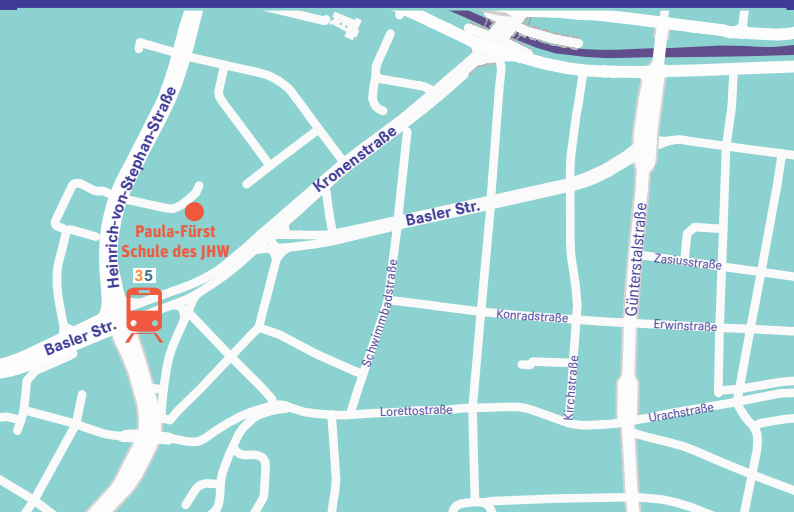 Heinrich-von-Stephan-Straße
Kronenstraße
Basler Str.
Paula-Fürst
Schule des JHW
35
Basler Str.
Schwimmbadstraße
Günterstalstraße
Zasiusstraße
Konradstraße
Erwinstraße
Kirchstraße
Lorettostraße
Urachstraße